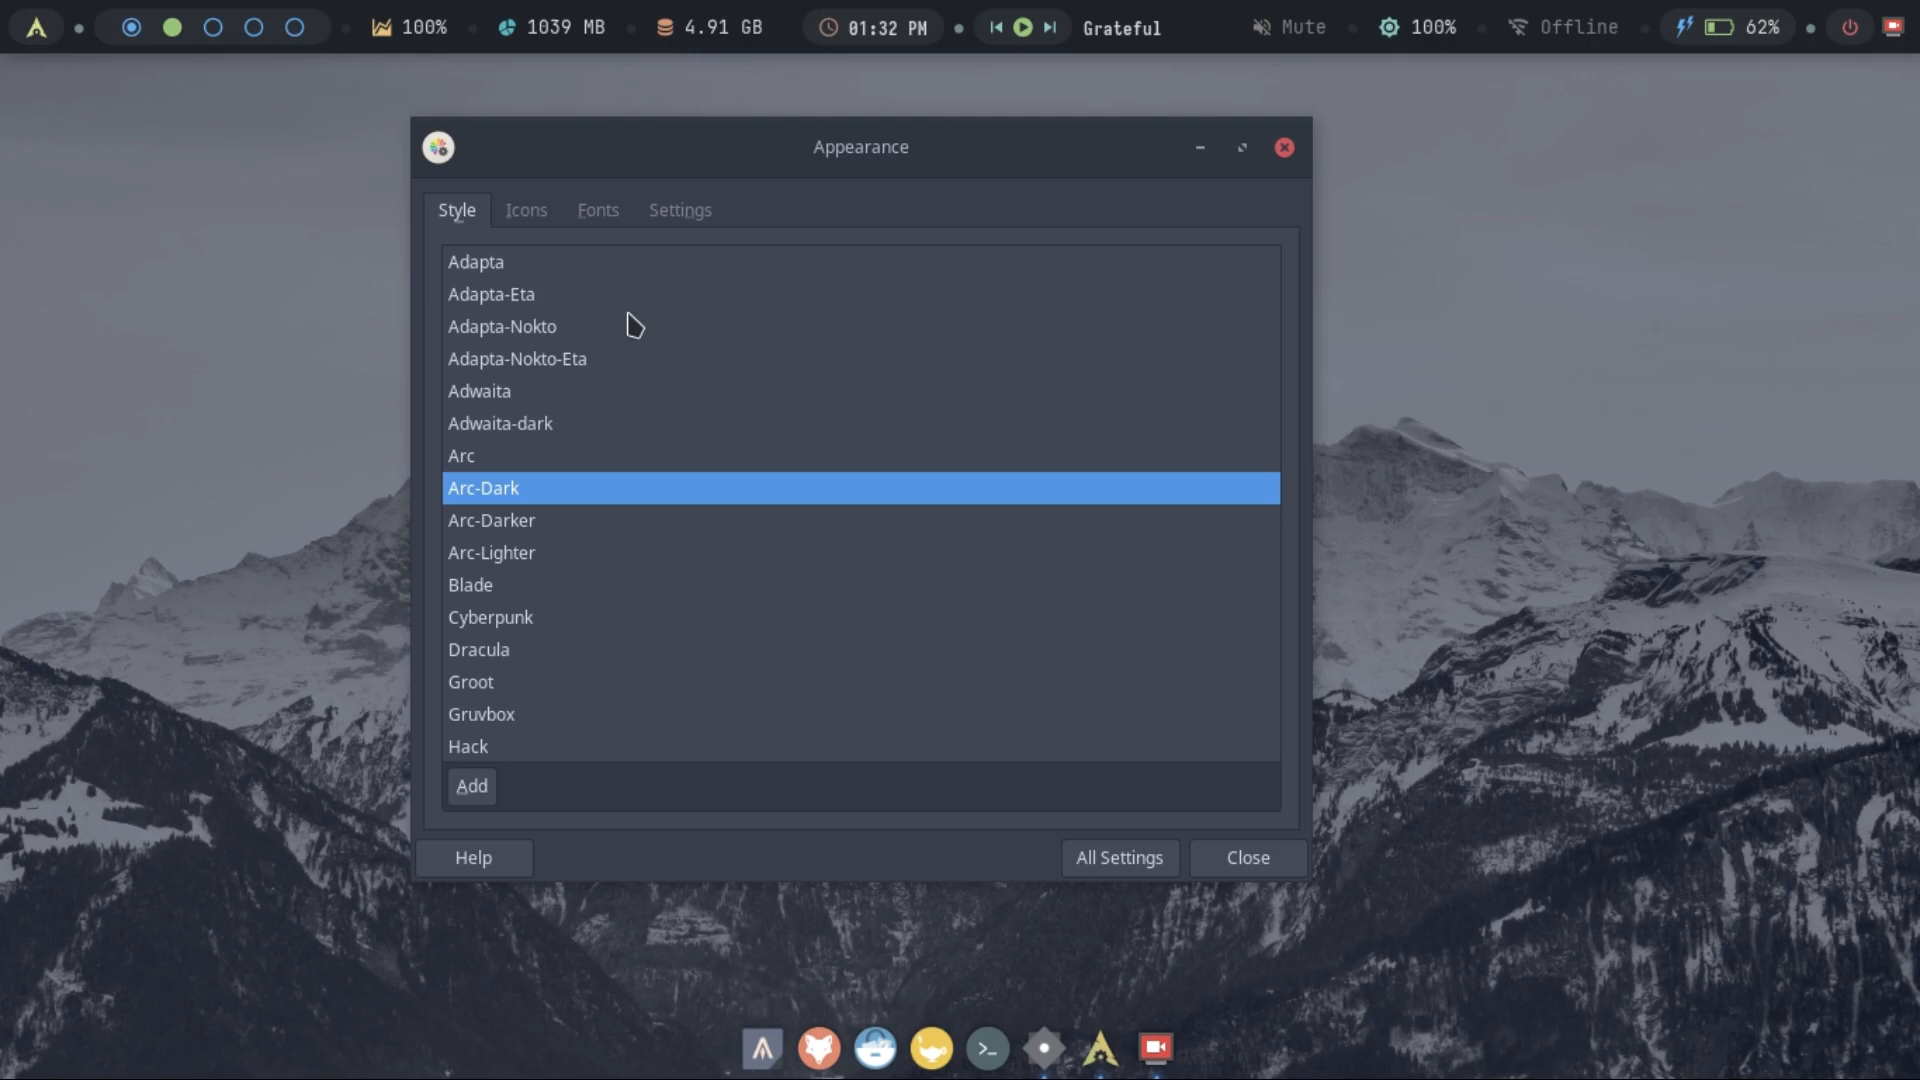 100% 1039 MB 4.91 GB 01:32 PM Grateful Mute 100% Offline 62%
Appearance
Style Icons Fonts Settings
Adapta
Adapta-Eta
Adapta-Nokto
Adapta-Nokto-Eta
Adwaita
Adwaita-dark
Arc
Arc-Dark
Arc-Darker
Arc-Lighter
Blade
Cyberpunk
Dracula
Groot
Gruvbox
Hack
Add
Help All Settings Close